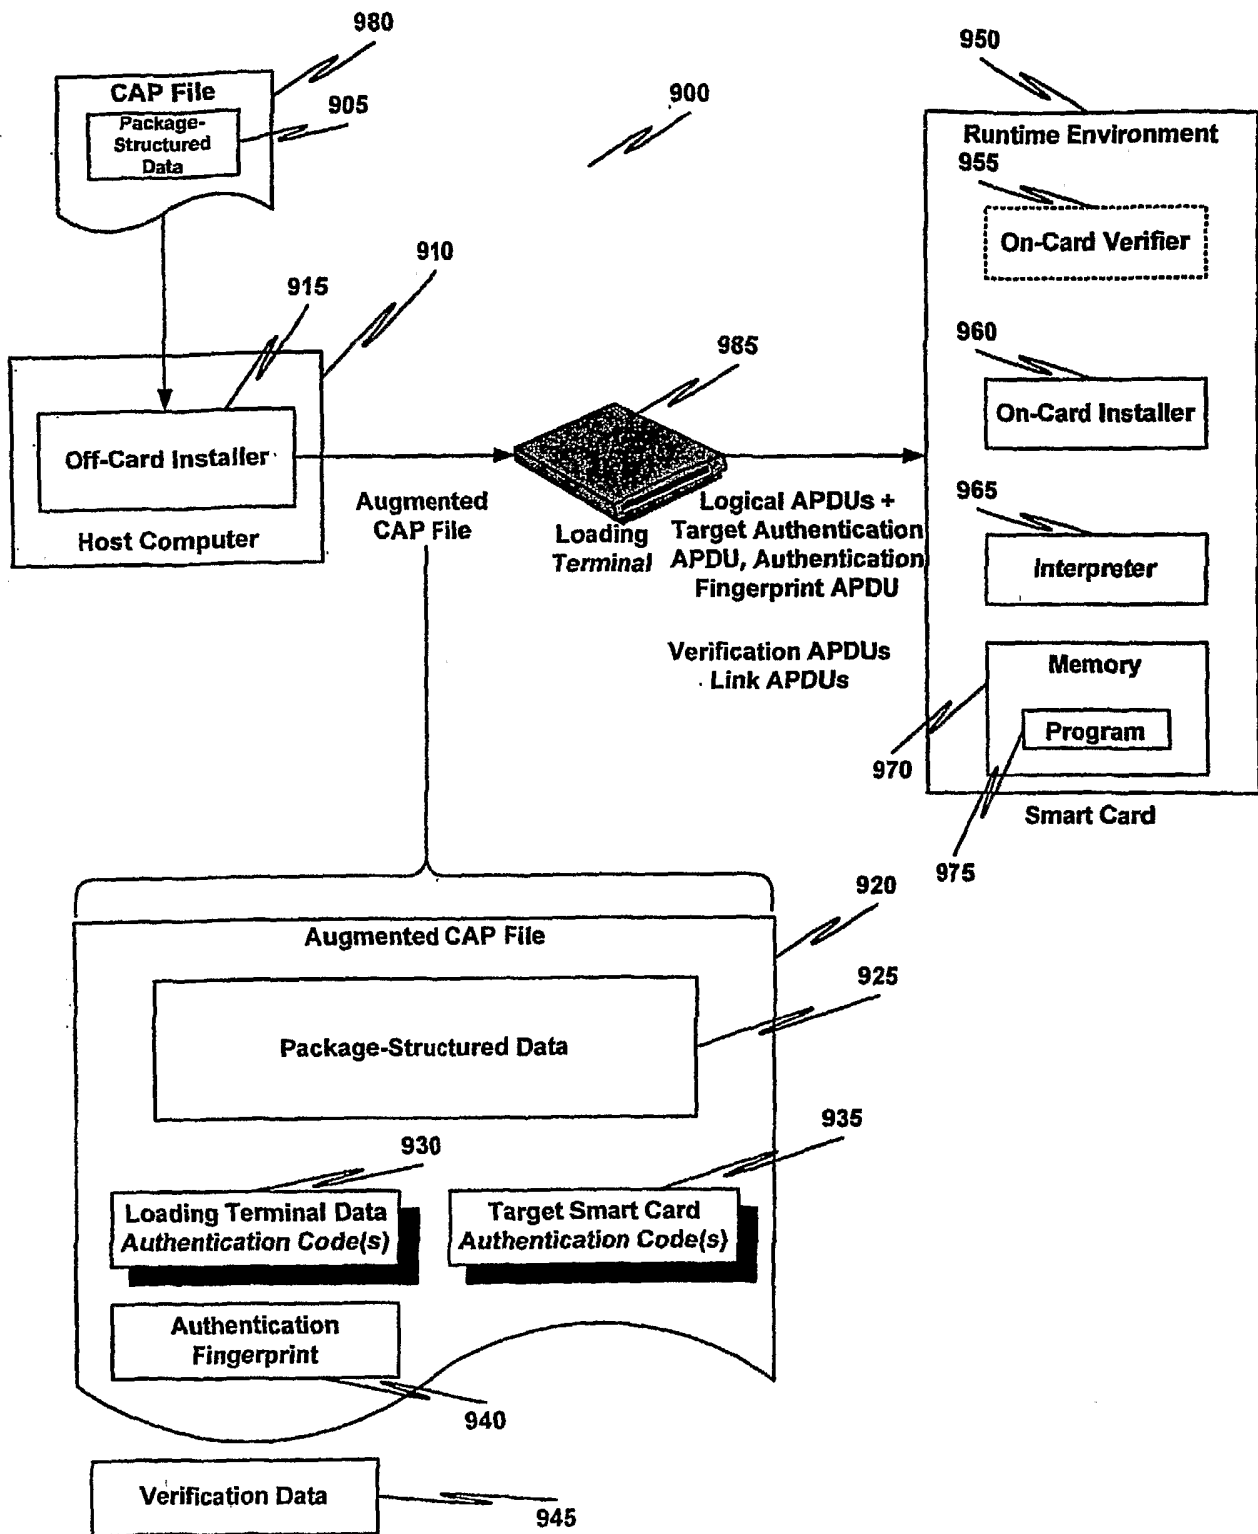 980
950
CAP File
905
900
Package-
Structured
Data
Runtime Environment
955
On-Card Verifier
910
915
960
985
On-Card Installer
Off-Card Installer
Host Computer
Augmented
CAP File
Loading
Terminal
Logical APDUs +
Target Authentication
APDU, Authentication
Fingerprint APDU
965
Interpreter
Verification APDUs
Link APDUs
Memory
Program
970
Smart Card
975
920
Augmented CAP File
925
Package-Structured Data
935
930
Loading Terminal Data
Authentication Code(s)
Target Smart Card
Authentication Code(s)
Authentication
Fingerprint
940
Verification Data
945